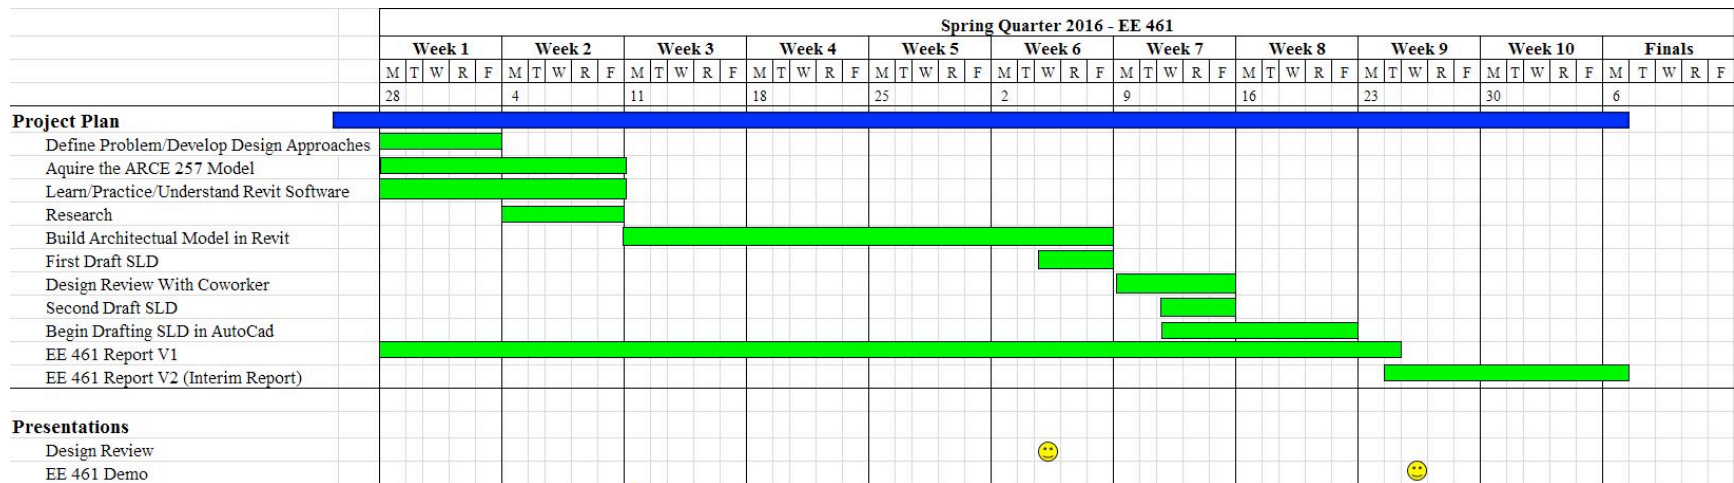 Spring Quarter 2016 - EE 461
Week 1 Week 2 Week 3 Week 4 Week 5 Week 6 Week 7 Week 8 Week 9 Week 10 Finals
M T W R F M T W R F M T W R F M T W R F M T W R F M T W R F M T W R F M T W R F M T W R F M T W R F M T W R F
28 4 11 18 25 2 9 16 23 30 6
Project Plan
Define Problem/Develop Design Approaches
Aquire the ARCE 257 Model
Learn/Practice/Understand Revit Software
Research
Build Architectual Model in Revit
First Draft SLD
Design Review With Coworker
Second Draft SLD
Begin Drafting SLD in AutoCad
EE 461 Report V1
EE 461 Report V2 (Interim Report)
Presentations
Design Review
EE 461 Demo